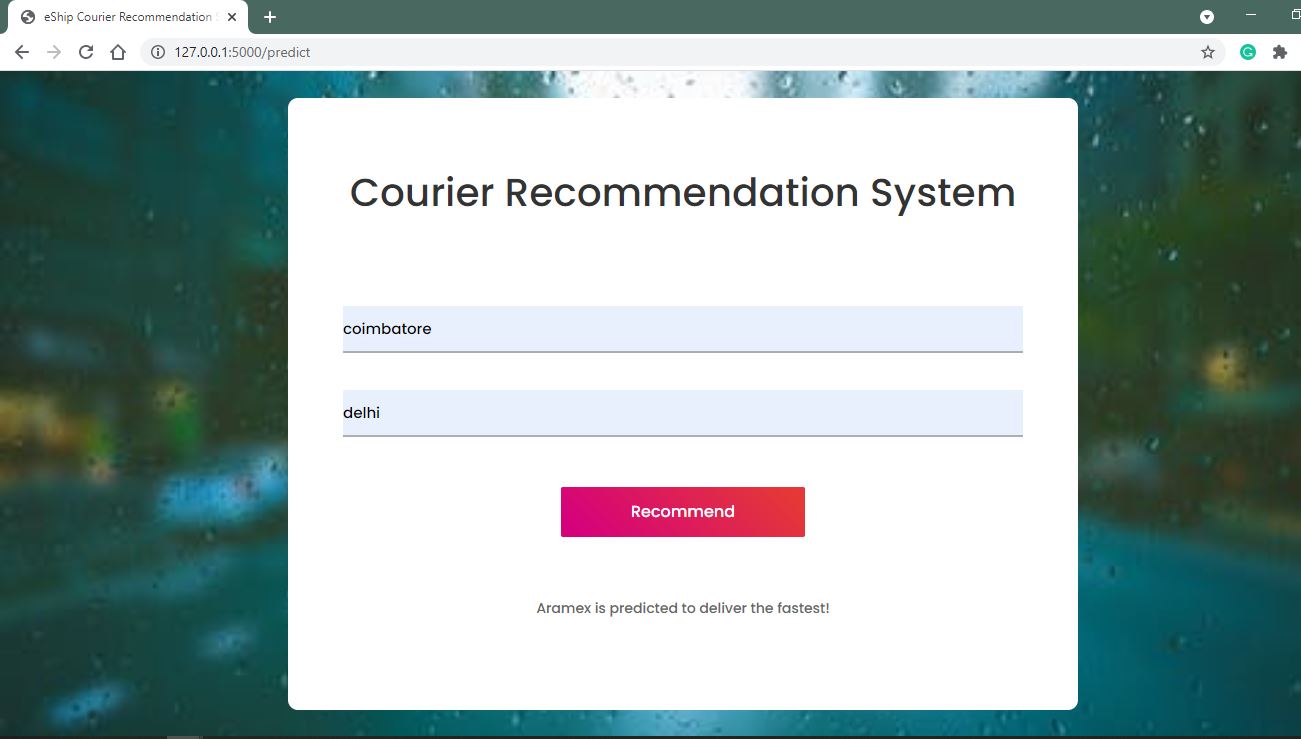 eShip Courier Recommendation
127.0.0.1:5000/predict
Courier Recommendation System
coimbatore
delhi
Recommend
Aramex is predicted to deliver the fastest!